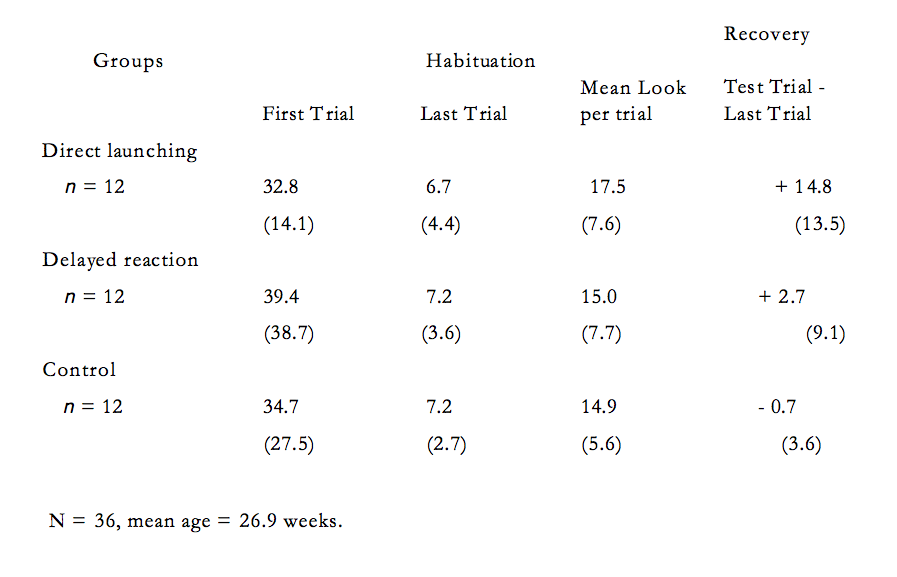 Recovery
Groups Habituation
Mean Look Test Trial -
First Trial Last Trial per trial Last Trial
Direct launching
n = 12 32.8 6.7 17.5 + 14.8
(14.1) (4.4) (7.6) (13.5)
Delayed reaction
n = 12 39.4 7.2 15.0 + 2.7
(38.7) (3.6) (7.7) (9.1)
Control
n = 12 34.7 7.2 14.9 - 0.7
(27.5) (2.7) (5.6) (3.6)
N = 36, mean age = 26.9 weeks.